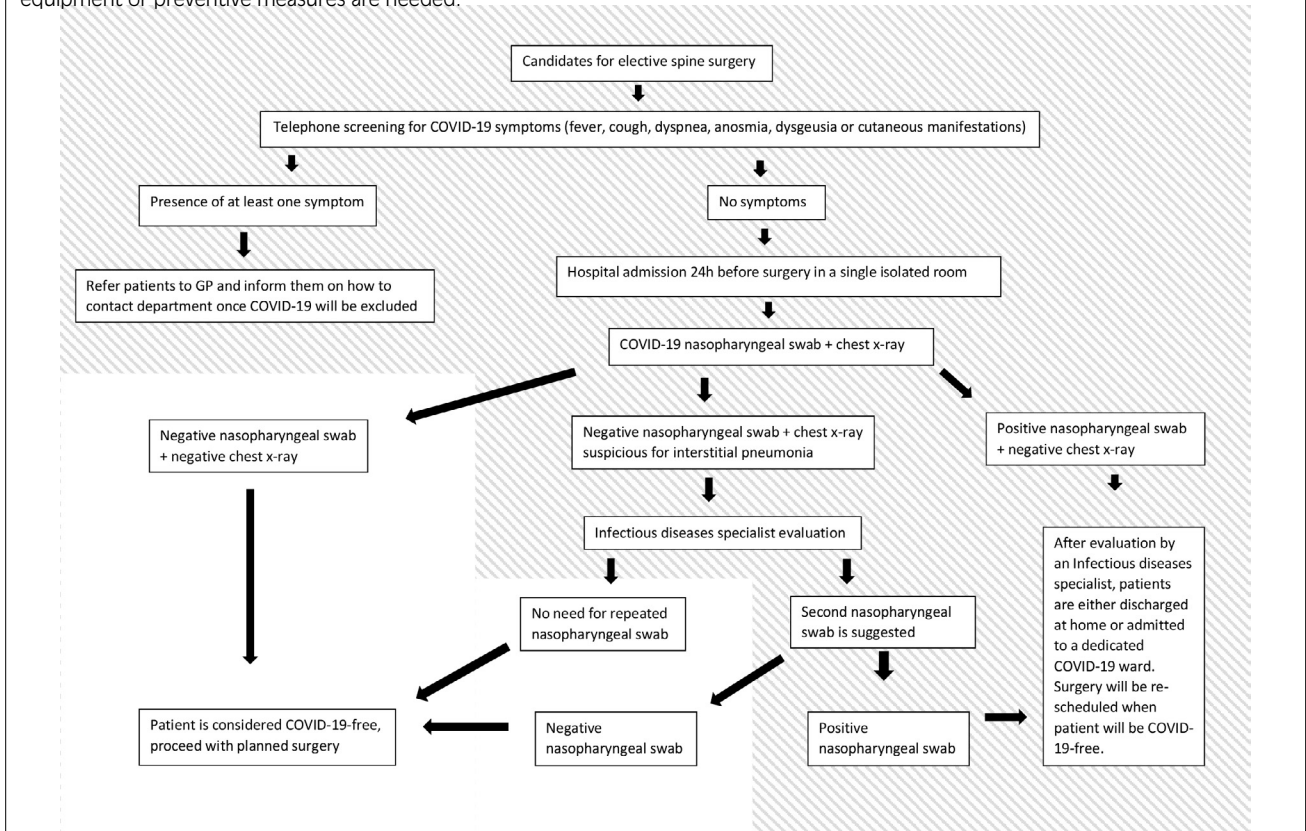 equipment or preventive measures are needed.
Candidates for elective spine surgery
Telephone screening for COVID-19 symptoms (fever, cough, dyspnea, anosmia, dysgeusia or cutaneous manifestations)
Presence of at least one symptom
No symptoms
Refer patients to GP and inform them on how to
contact department once COVID-19 will be excluded
Hospital admission 24h before surgery in a single isolated room
COVID-19 nasopharyngeal swab + chest x-ray
Negative nasopharyngeal swab
+ negative chest x-ray
Negative nasopharyngeal swab + chest x-ray
suspicious for interstitial pneumonia
Positive nasopharyngeal swab
+ negative chest x-ray
Infectious diseases specialist evaluation
After evaluation by
an Infectious diseases
specialist, patients
are either discharged
at home or admitted
to a dedicated
COVID-19 ward.
Surgery will be re-
scheduled when
patient will be COVID-
19-free.
No need for repeated
nasopharyngeal swab
Second nasopharyngeal
swab is suggested
Patient is considered COVID-19-free,
proceed with planned surgery
Negative
nasopharyngeal swab
Positive
nasopharyngeal swab